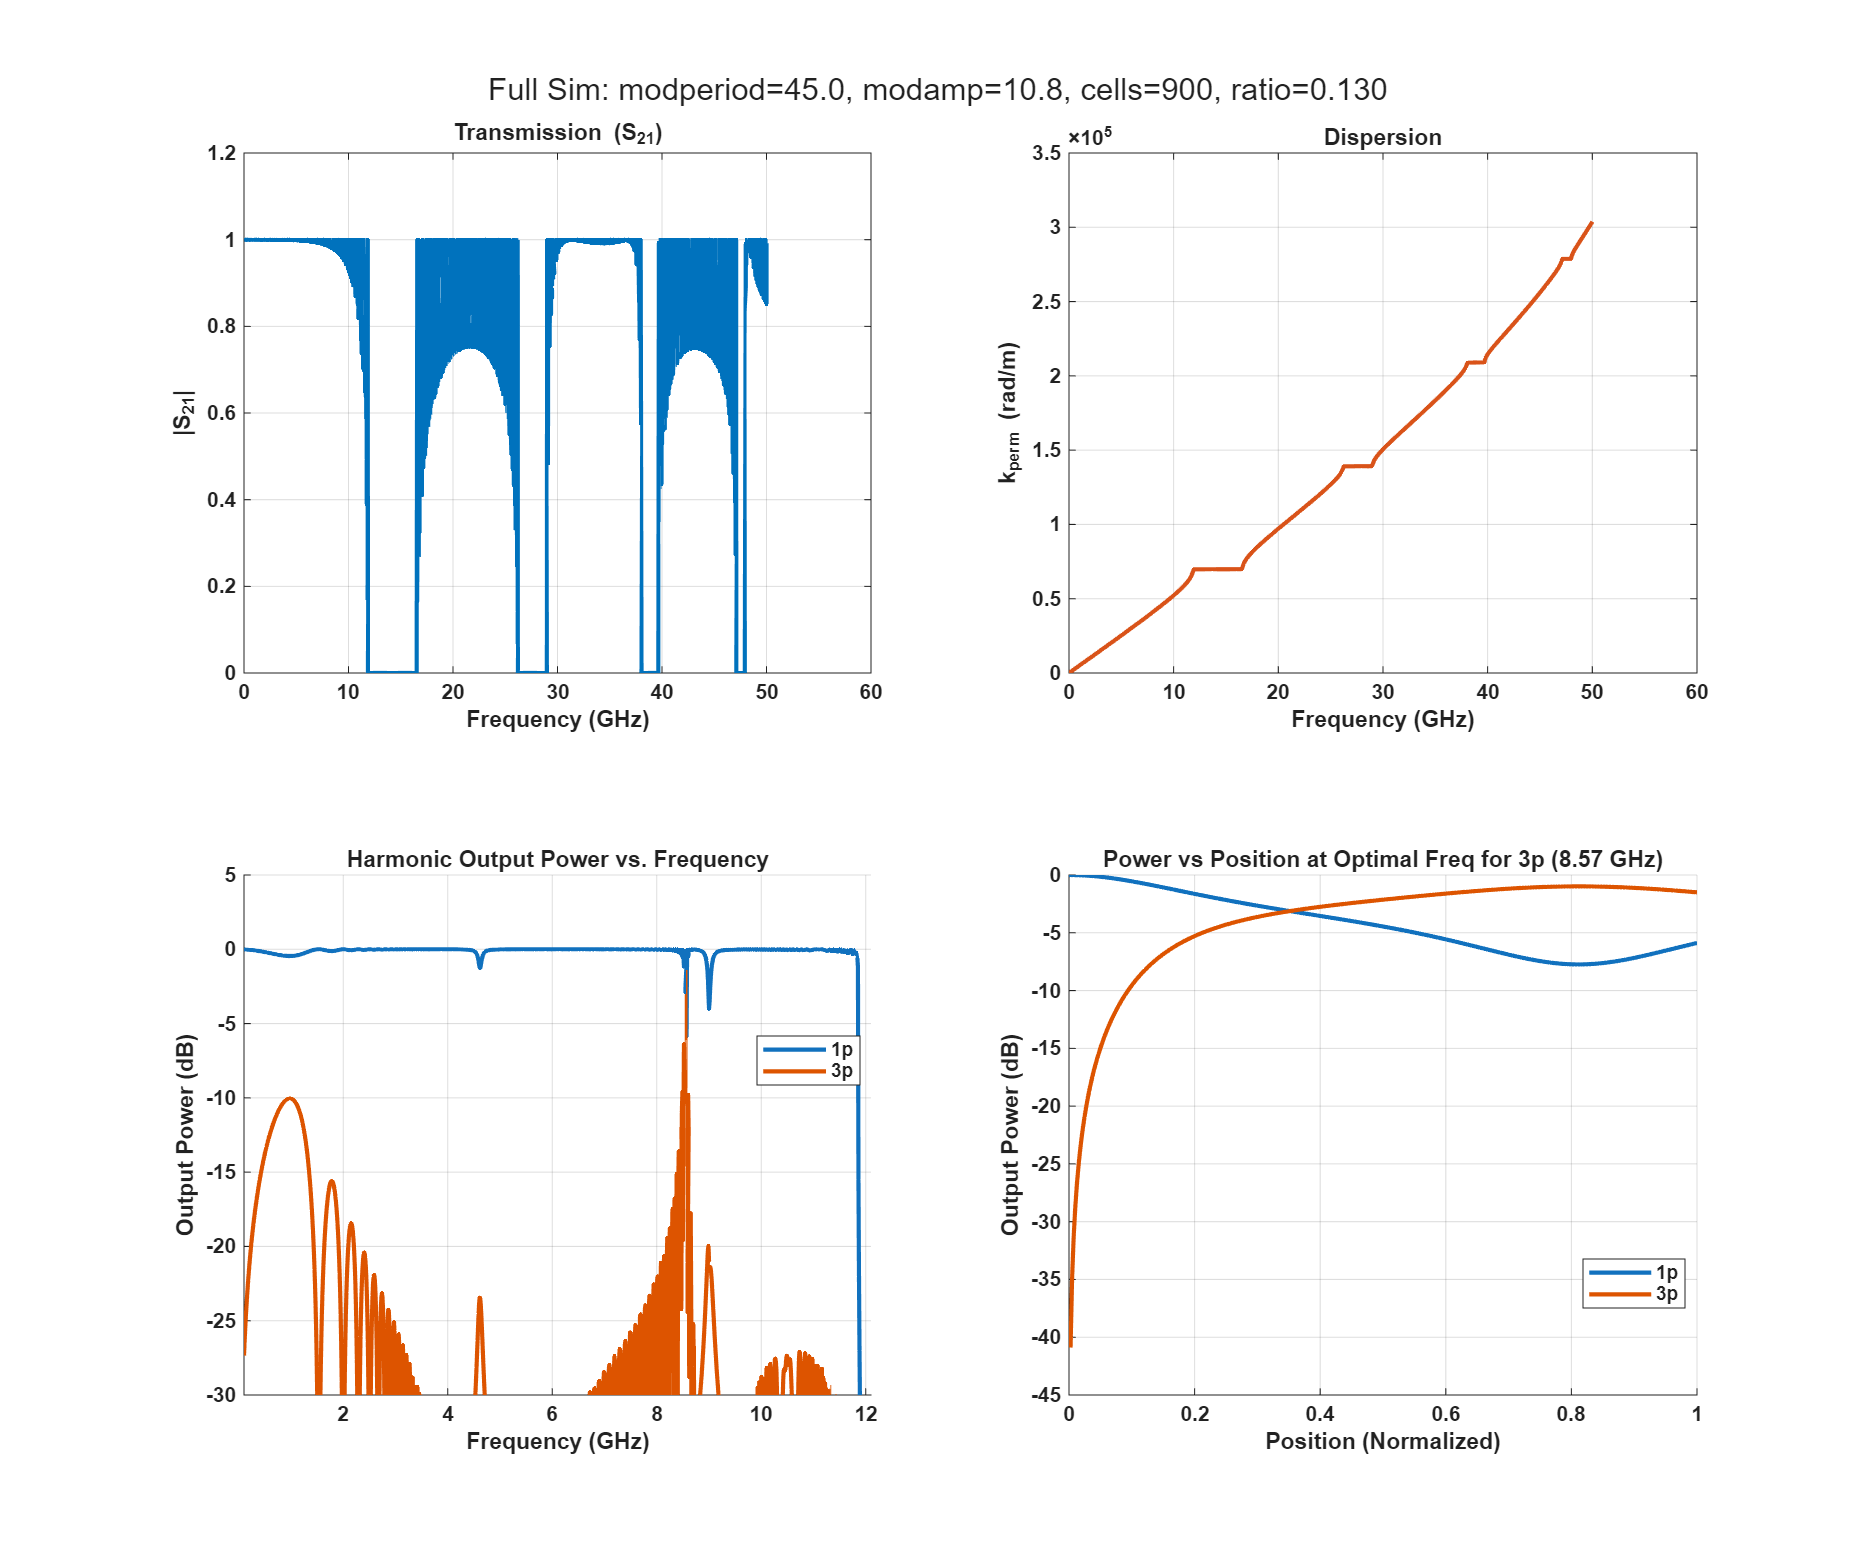 Full Sim: modperiod=45.0, modamp=10.8, cells=900, ratio=0.130
Transmission (S21)
1.2
1
0.8
0.6
0.4
0.2
0
|S21|
0 10 20 30 40 50 60
Frequency (GHz)
×10^5
Dispersion
3.5
3
2.5
2
1.5
1
0.5
0
kperm (rad/m)
0 10 20 30 40 50 60
Frequency (GHz)
Harmonic Output Power vs. Frequency
5
0
-5
-10
-15
-20
-25
-30
Output Power (dB)
1p
3p
2 4 6 8 10 12
Frequency (GHz)
Power vs Position at Optimal Freq for 3p (8.57 GHz)
0
-5
-10
-15
-20
-25
-30
-35
-40
-45
Output Power (dB)
1p
3p
0 0.2 0.4 0.6 0.8 1
Position (Normalized)